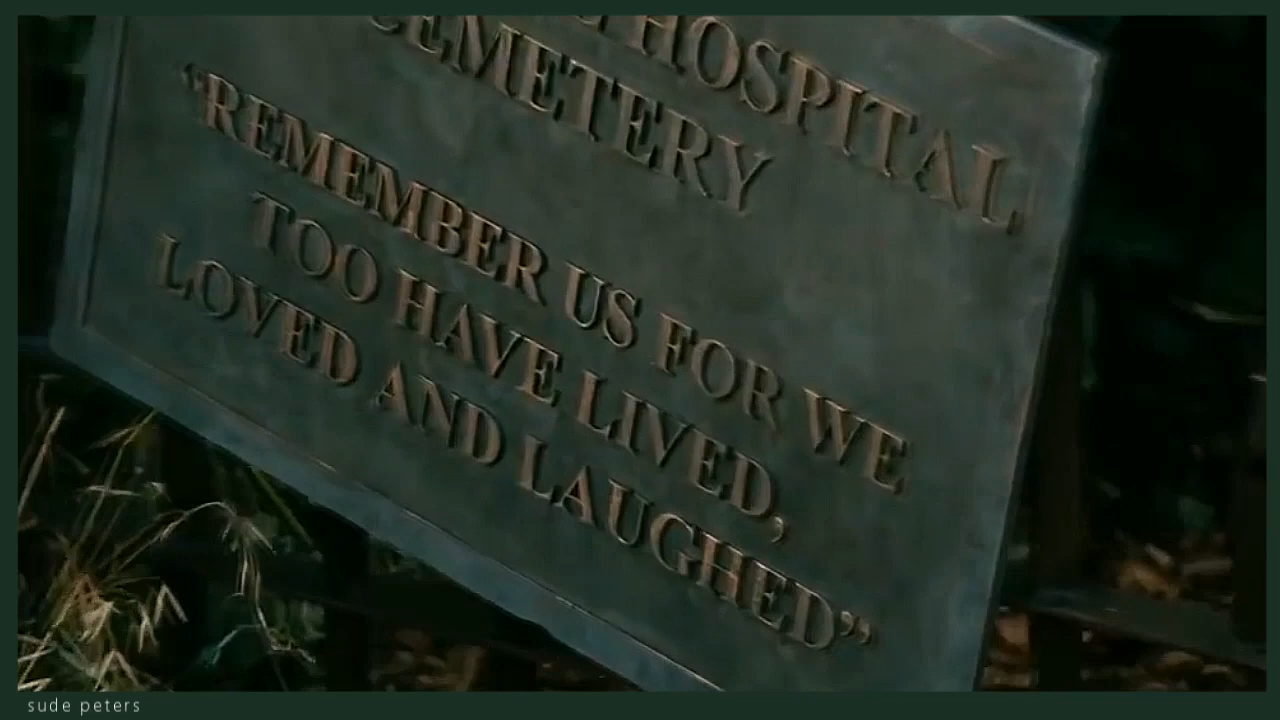 HOSPITAL
CEMETERY
“REMEMBER US FOR WE
TOO HAVE LIVED,
LOVED AND LAUGHED”
sude peters